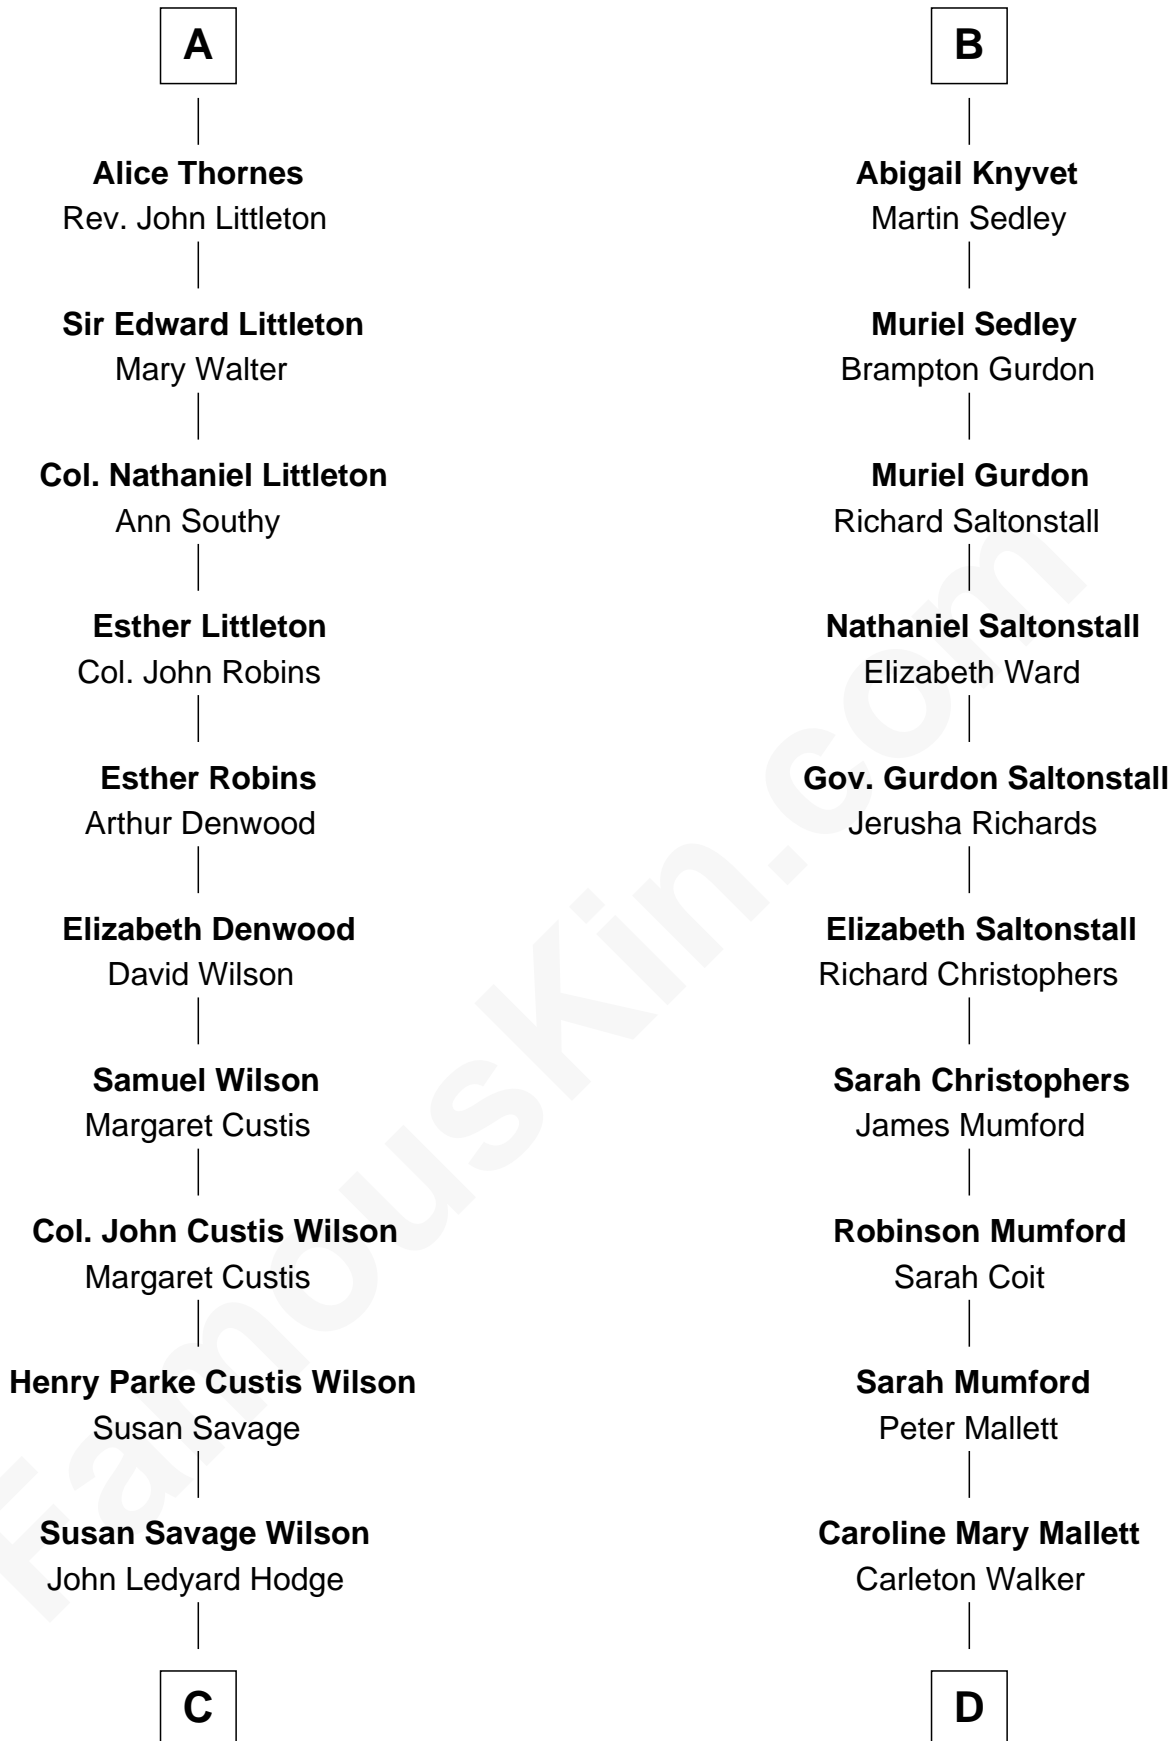 A
Alice Thornes
Rev. John Littleton
Sir Edward Littleton
Mary Walter
Col. Nathaniel Littleton
Ann Southy
Esther Littleton
Col. John Robins
Esther Robins
Arthur Denwood
Elizabeth Denwood
David Wilson
Samuel Wilson
Margaret Custis
Col. John Custis Wilson
Margaret Custis
Henry Parke Custis Wilson
Susan Savage
Susan Savage Wilson
John Ledyard Hodge
C
B
Abigail Knyvet
Martin Sedley
Muriel Sedley
Brampton Gurdon
Muriel Gurdon
Richard Saltonstall
Nathaniel Saltonstall
Elizabeth Ward
Gov. Gurdon Saltonstall
Jerusha Richards
Elizabeth Saltonstall
Richard Christophers
Sarah Christophers
James Mumford
Robinson Mumford
Sarah Coit
Sarah Mumford
Peter Mallett
Caroline Mary Mallett
Carleton Walker
D
FamousKin.com